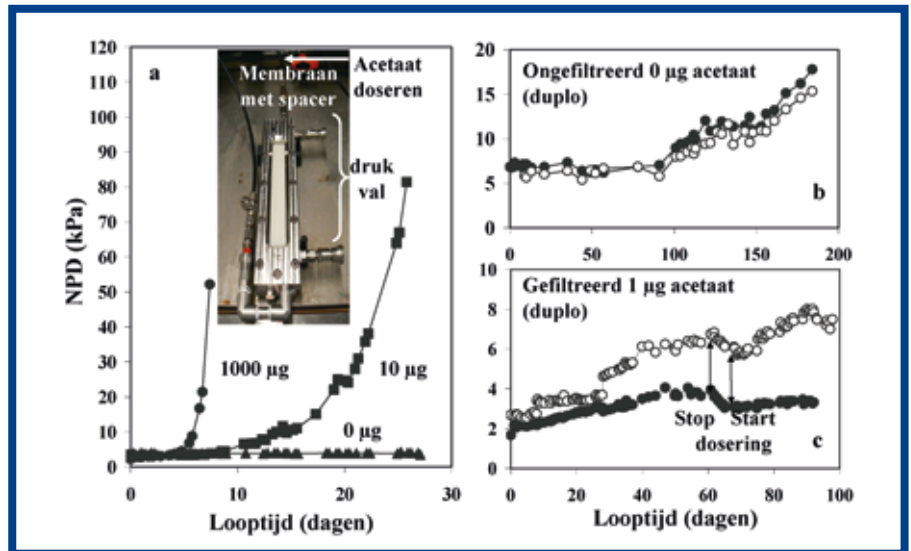 a
NPD (kPa)
120
110
100
90
80
70
60
50
40
30
20
10
0
0 10 20 30
Looptijd (dagen)
Membraan
met spacer
Acetaat
doseren
druk
val
1000 µg
10 µg
0 µg
20
15
10
5
0
Ongefiltreerd 0 µg acetaat
(duplo)
b
0 50 100 150 200
10
8
6
4
2
0
Gefiltreerd 1 µg acetaat
(duplo)
Stop
Start
dosering
c
0 20 40 60 80 100
Looptijd (dagen)